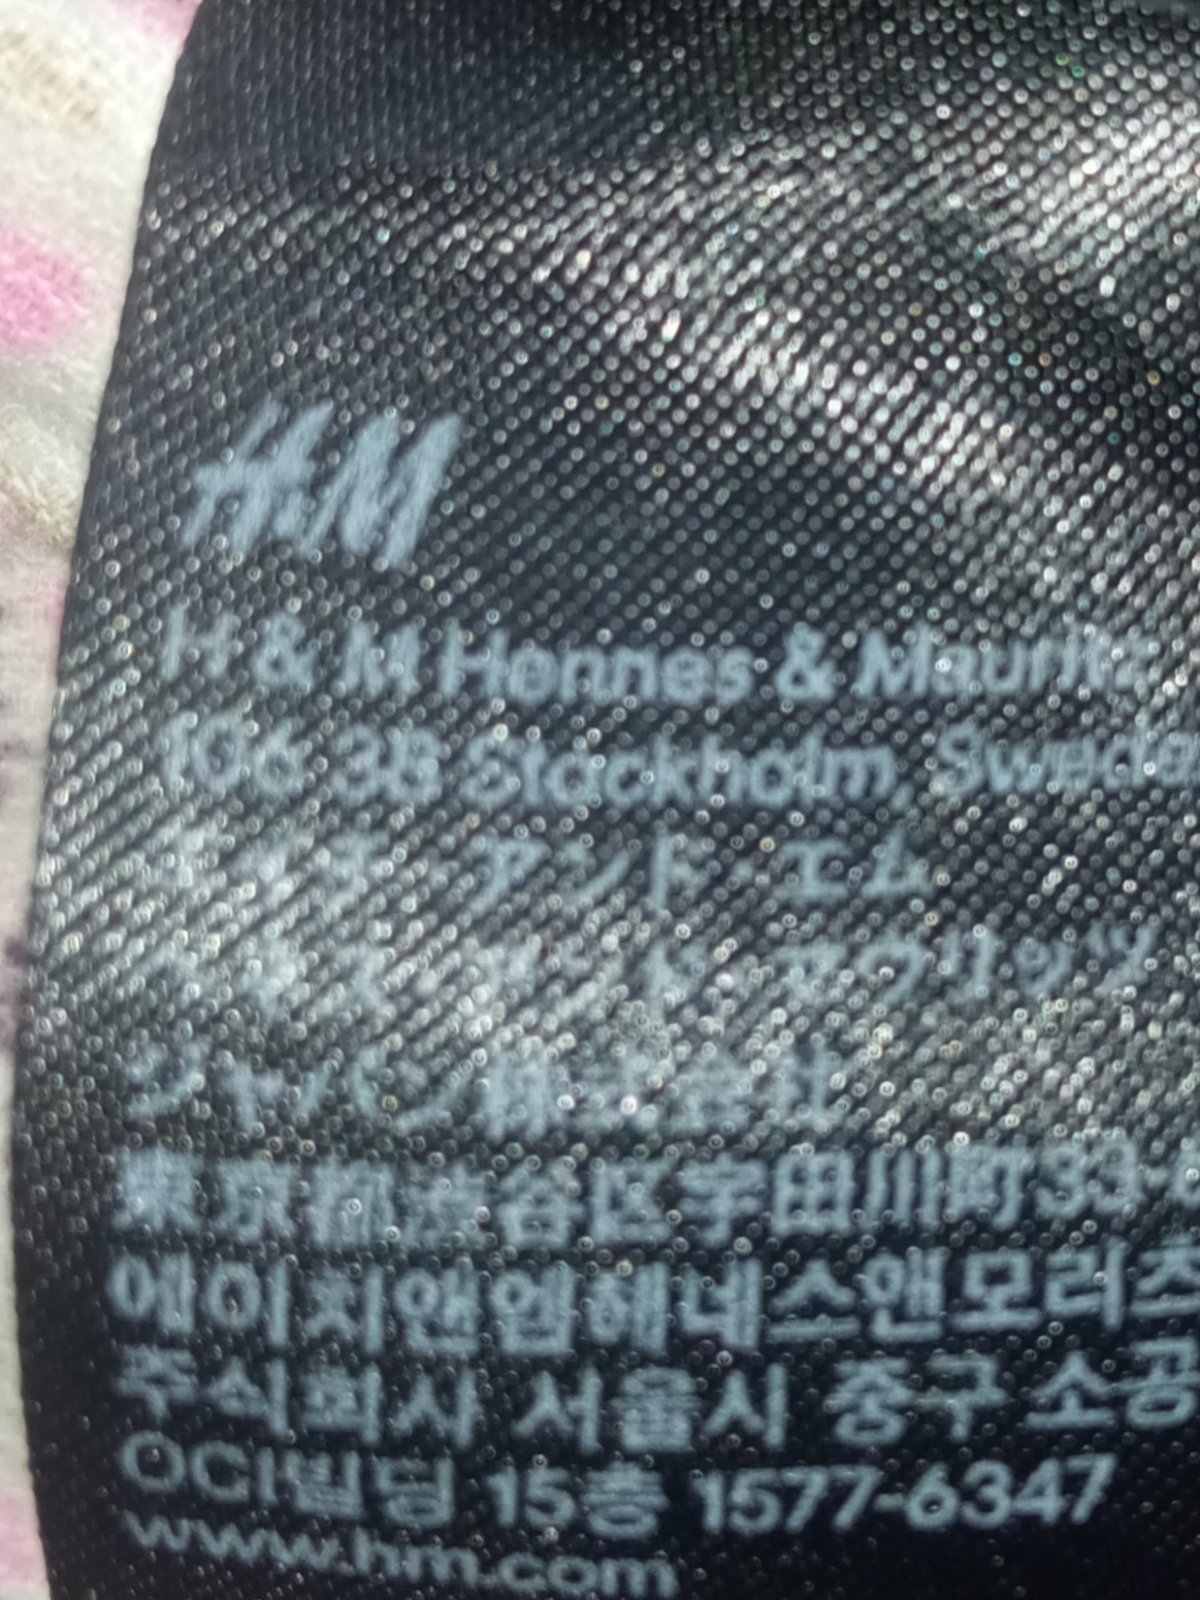 H&M
H & M Hennes & Mauritz
106 38 Stockholm, Swede
エイチ・アンド・エム
ヘネス・アンド・マウリッツ
ジャパン株式会社
東京都渋谷区宇田川町33-
에이치앤엠헤네스앤모리츠
주식회사 서울시 중구 소공
OCI빌딩 15층 1577-6347
www.hm.com